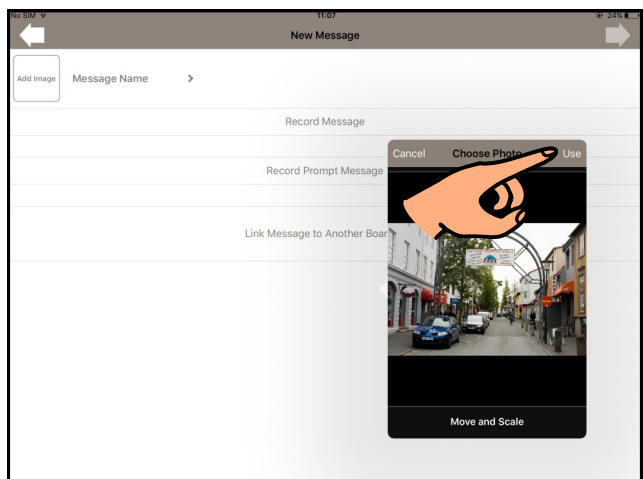 No SIM 11:07 24%
New Message
Add Image Message Name >
Record Message
Cancel Choose Photo Use
Record Prompt Message
Link Message to Another Boar
Move and Scale